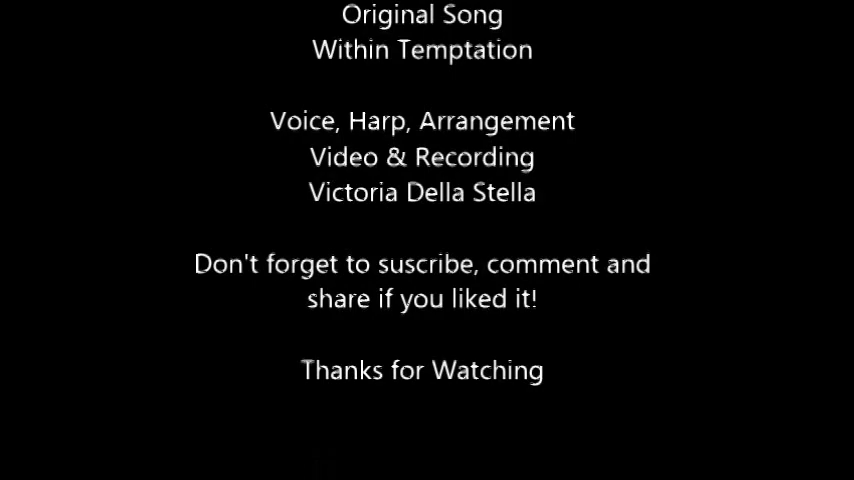 Original Song
Within Temptation
Voice, Harp, Arrangement
Video & Recording
Victoria Della Stella
Don't forget to suscribe, comment and
share if you liked it!
Thanks for Watching